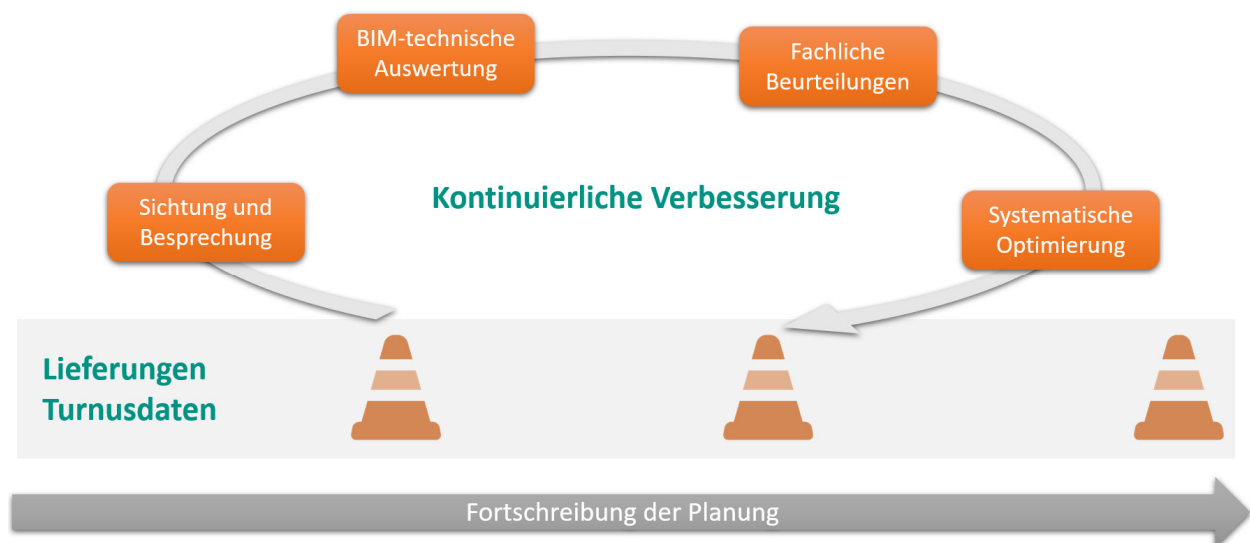 BIM-technische
Auswertung
Fachliche
Beurteilungen
Kontinuierliche Verbesserung
Sichtung und
Besprechung
Systematische
Optimierung
Lieferungen
Turnusdaten
Fortschreibung der Planung